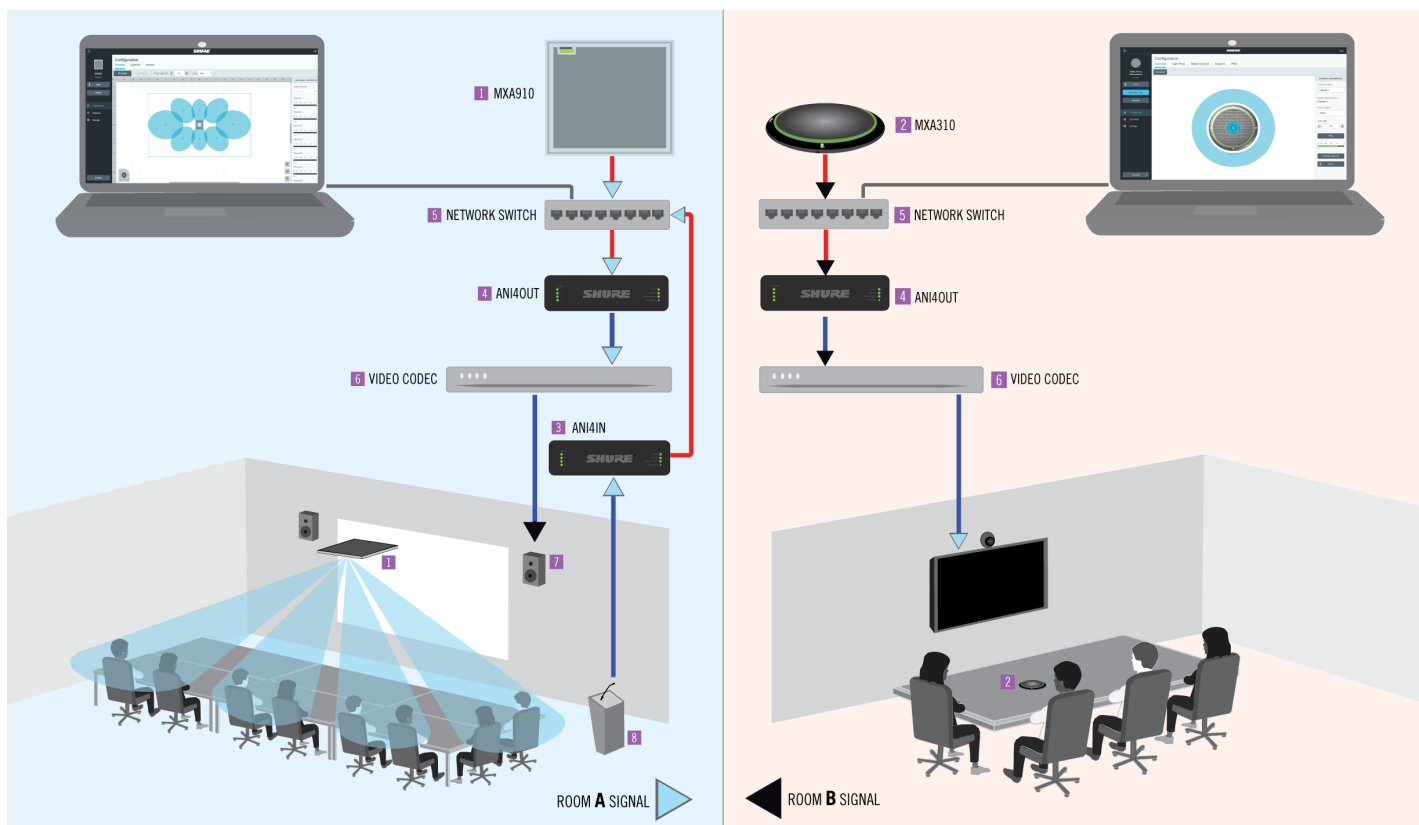 SHURE
Configuration
1 MXA910
5 NETWORK SWITCH
4 ANI4OUT
SHURE
6 VIDEO CODEC
3 ANI4IN
SHURE
1
7
8
ROOM A SIGNAL
SHURE
Configuration
2 MXA310
5 NETWORK SWITCH
SHURE
4 ANI4OUT
6 VIDEO CODEC
2
ROOM B SIGNAL